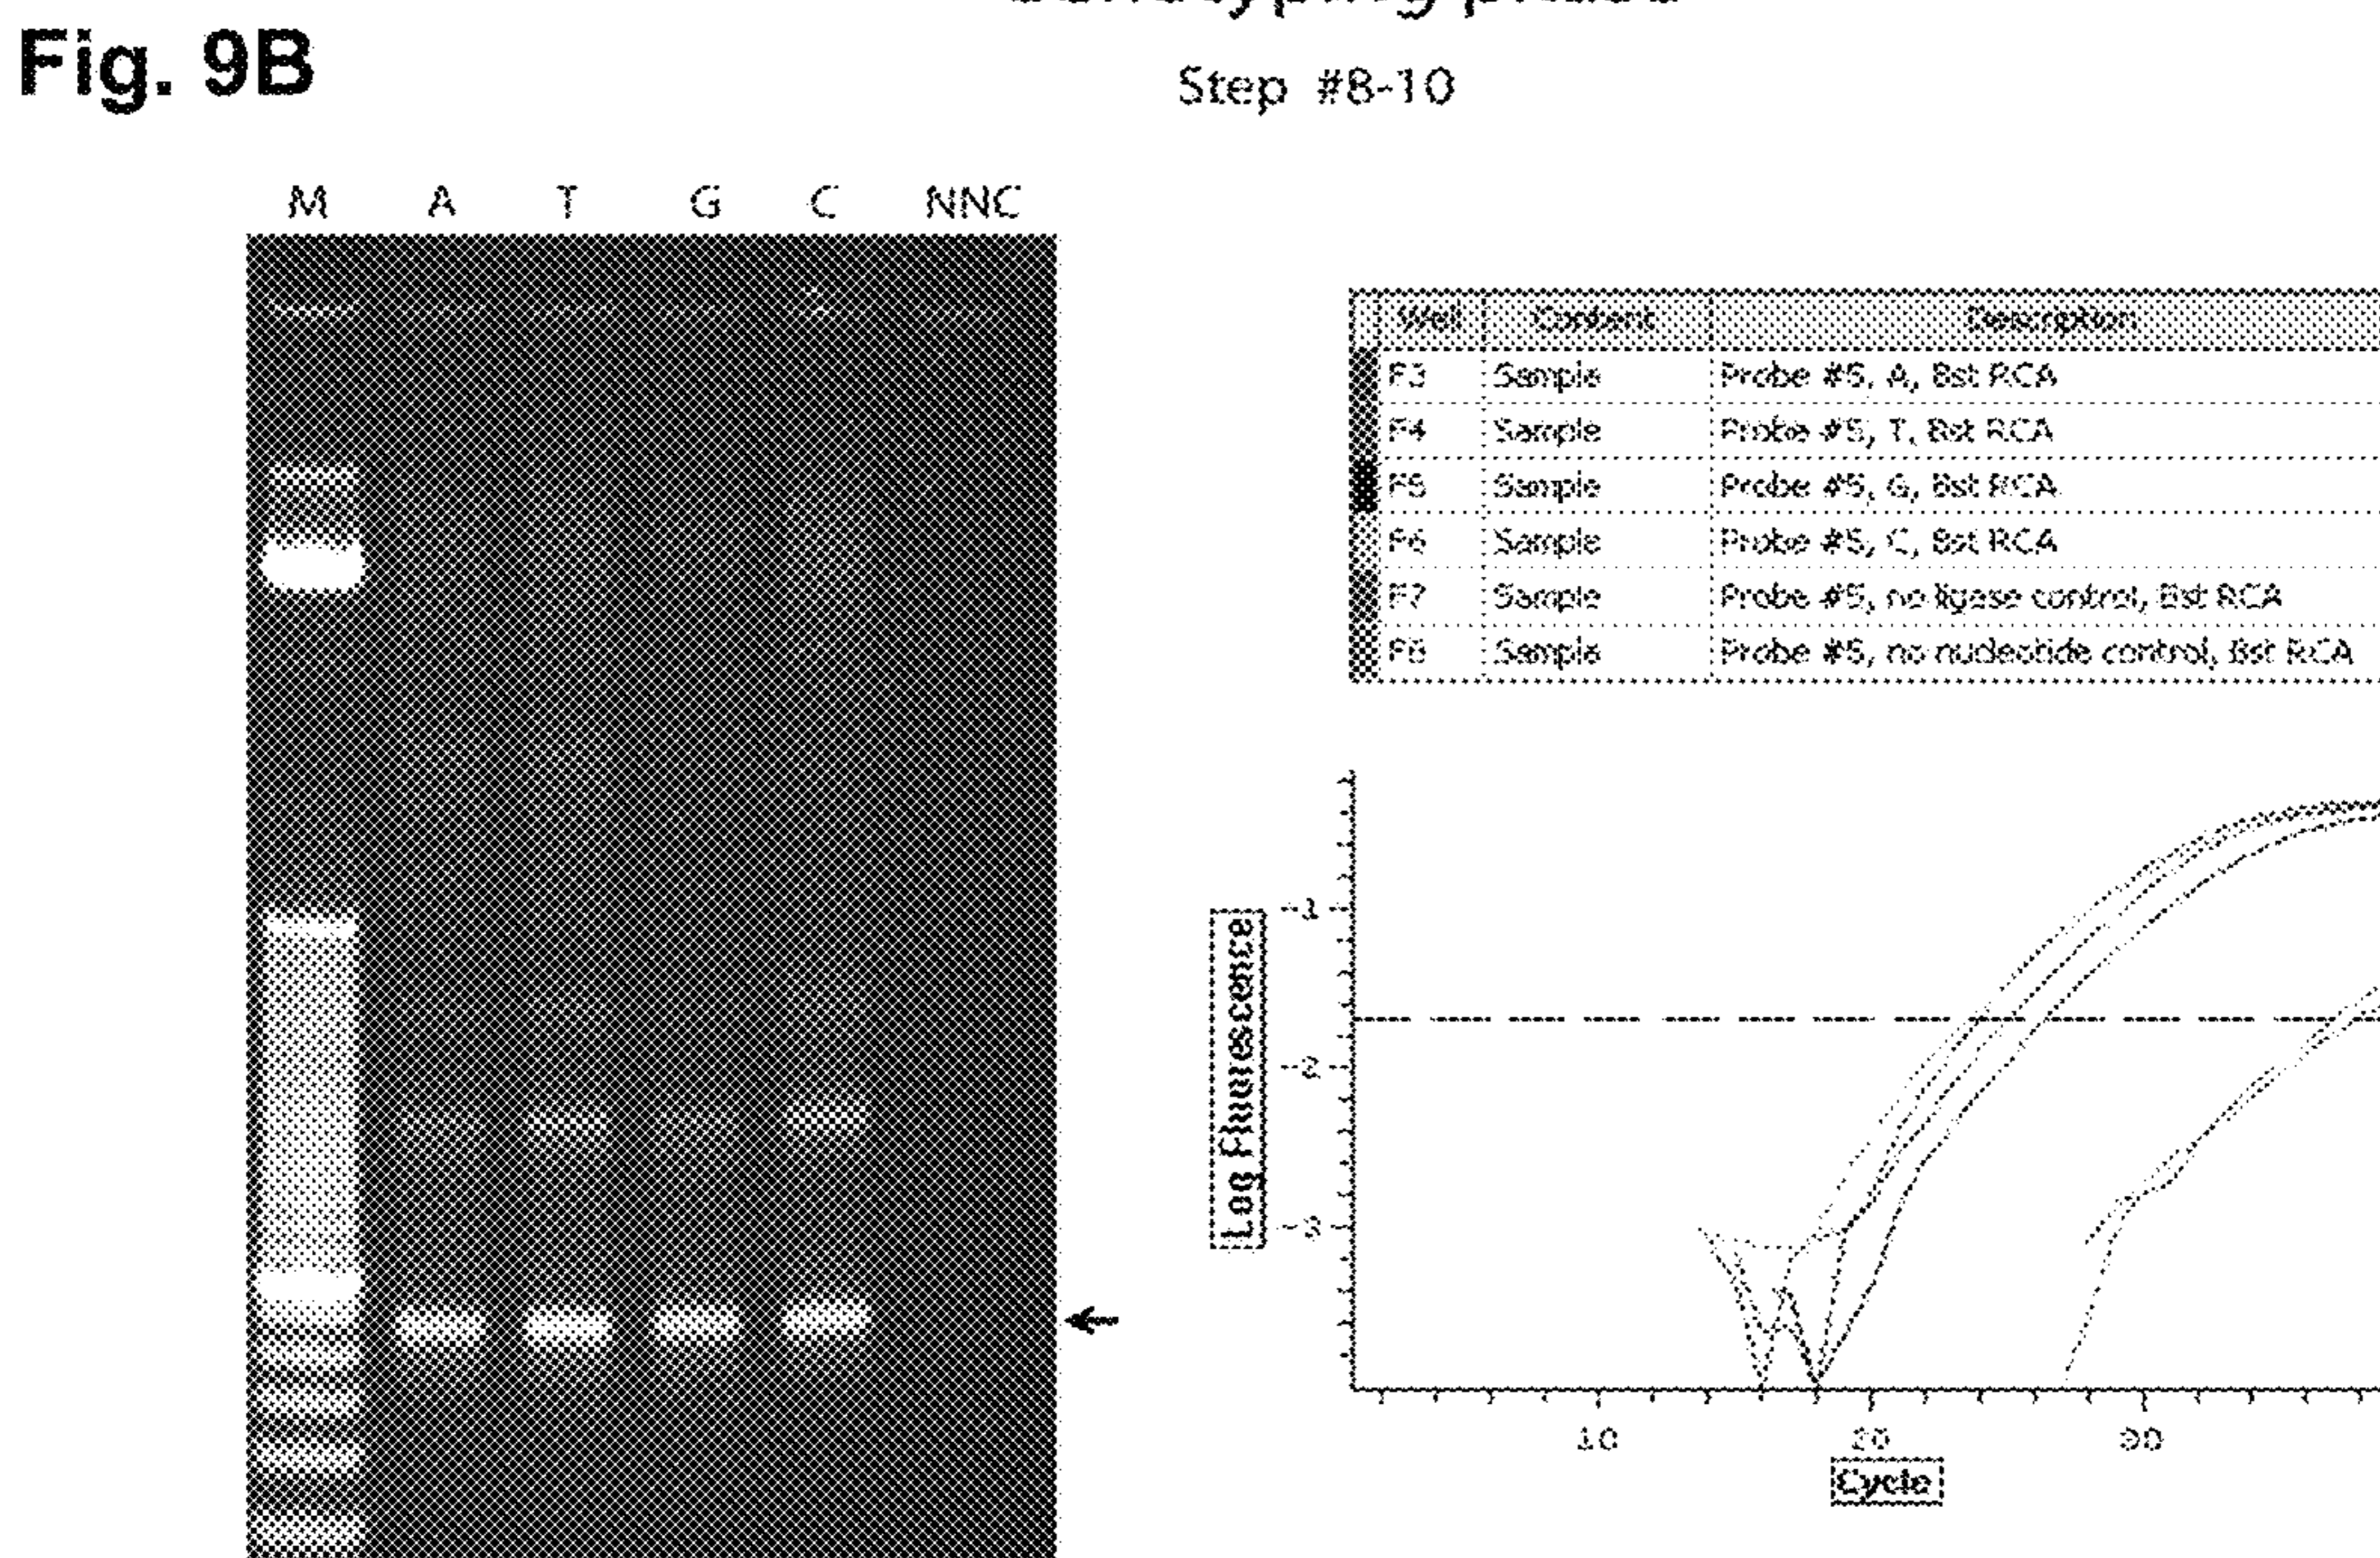 Fig. 9B
Step #8-10
M A T G C NNC
Well Content Description
F3 Sample Probe #5, A, Bst RCA
F4 Sample Probe #5, T, Bst RCA
F5 Sample Probe #5, G, Bst RCA
F6 Sample Probe #5, C, Bst RCA
F7 Sample Probe #5, no ligase control, Bst RCA
F8 Sample Probe #5, no nucleotide control, Bst RCA
Log Fluorescence
-1
-2
-3
10 20 30
Cycle